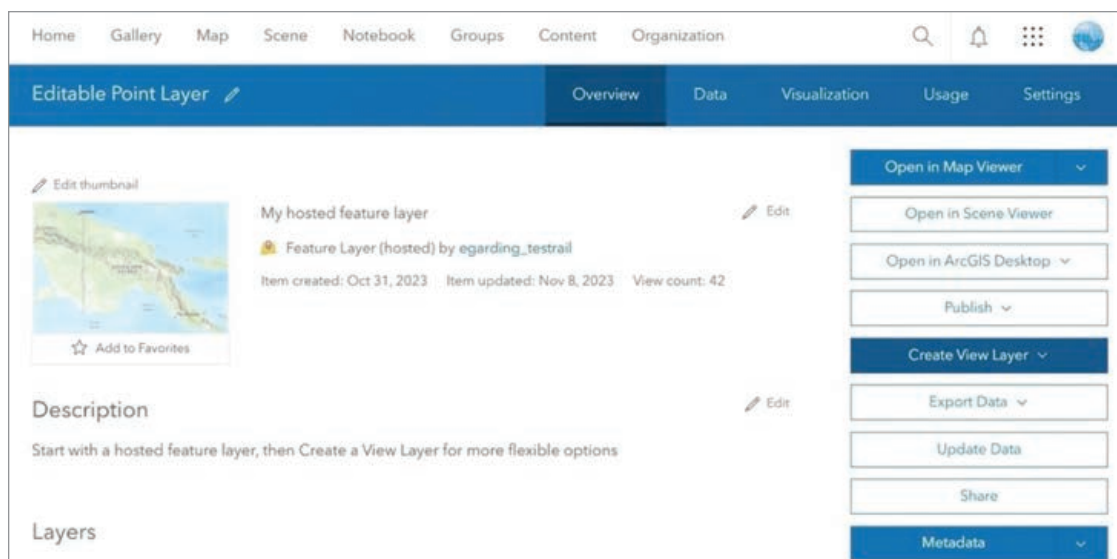 Home Gallery Map Scene Notebook Groups Content Organization
Editable Point Layer Overview Data Visualization Usage Settings
Edit thumbnail
Add to Favorites
My hosted feature layer Edit
Feature Layer (hosted) by egarding_testrail
Item created: Oct 31, 2023 Item updated: Nov 8, 2023 View count: 42
Description Edit
Start with a hosted feature layer, then Create a View Layer for more flexible options
Layers
Open in Map Viewer
Open in Scene Viewer
Open in ArcGIS Desktop
Publish
Create View Layer
Export Data
Update Data
Share
Metadata